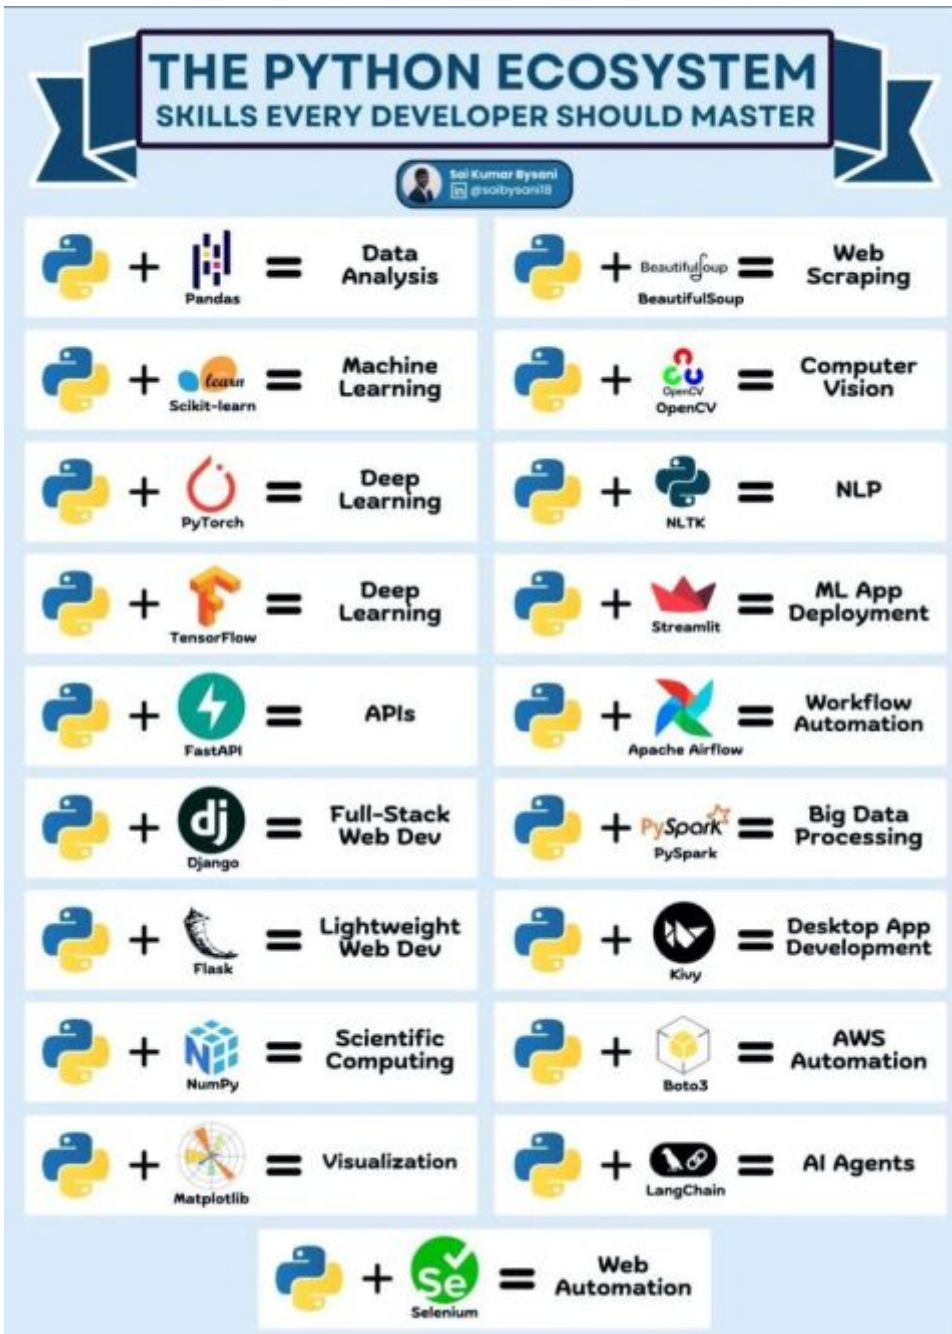 THE PYTHON ECOSYSTEM
SKILLS EVERY DEVELOPER SHOULD MASTER
Sai Kumar Bysani
in @saibysani18
+ Pandas = Data
Analysis
+ BeautifulSoup = Web
Scraping
BeautifulSoup
+ learn = Machine
Learning
Scikit-learn
+ OpenCV = Computer
Vision
OpenCV
+ PyTorch = Deep
Learning
+ NLTK = NLP
+ TensorFlow = Deep
Learning
+ Streamlit = ML App
Deployment
+ FastAPI = APIs
+ Apache Airflow = Workflow
Automation
+ dj = Full-Stack
Web Dev
Django
+ PySpark = Big Data
Processing
PySpark
+ Flask = Lightweight
Web Dev
+ Kivy = Desktop App
Development
+ N = Scientific
Computing
NumPy
+ Boto3 = AWS
Automation
+ Matplotlib = Visualization
+ LangChain = AI Agents
+ Se = Web
Automation
Selenium